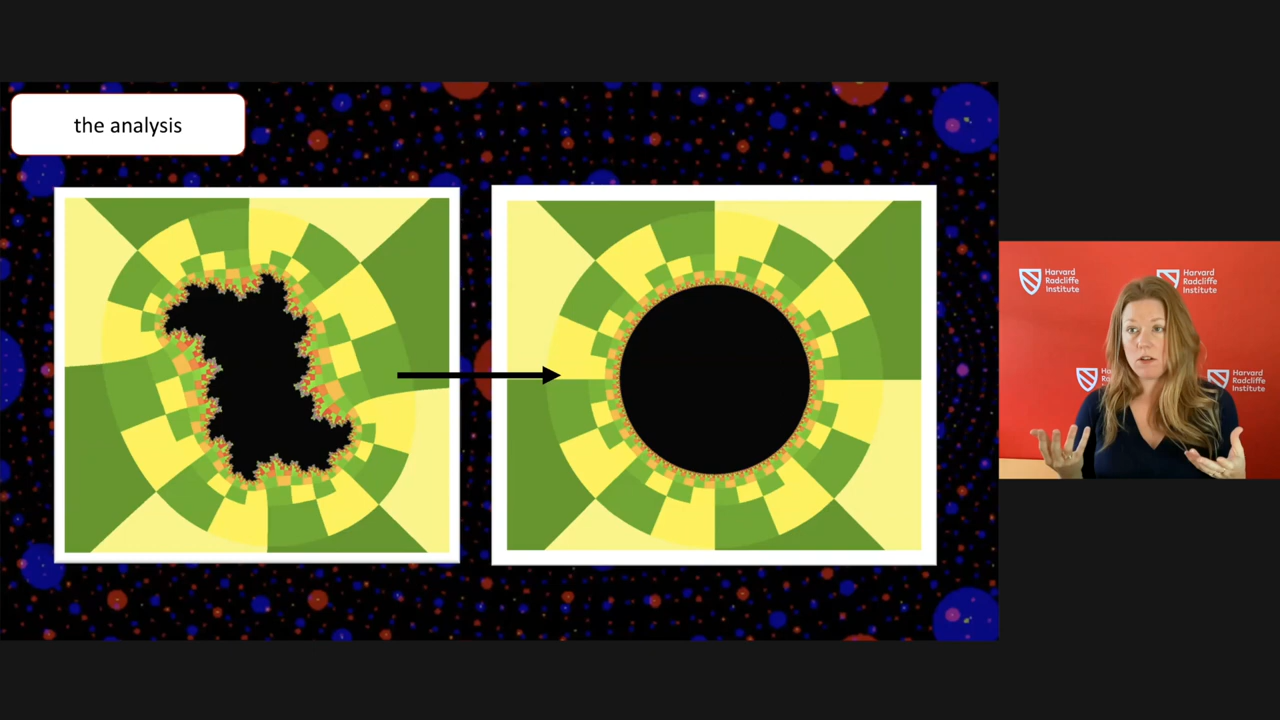 the analysis
Harvard
Radcliffe
Institute
Harvard
Radcliffe
Institute
Harvard
Radcliffe
Institute